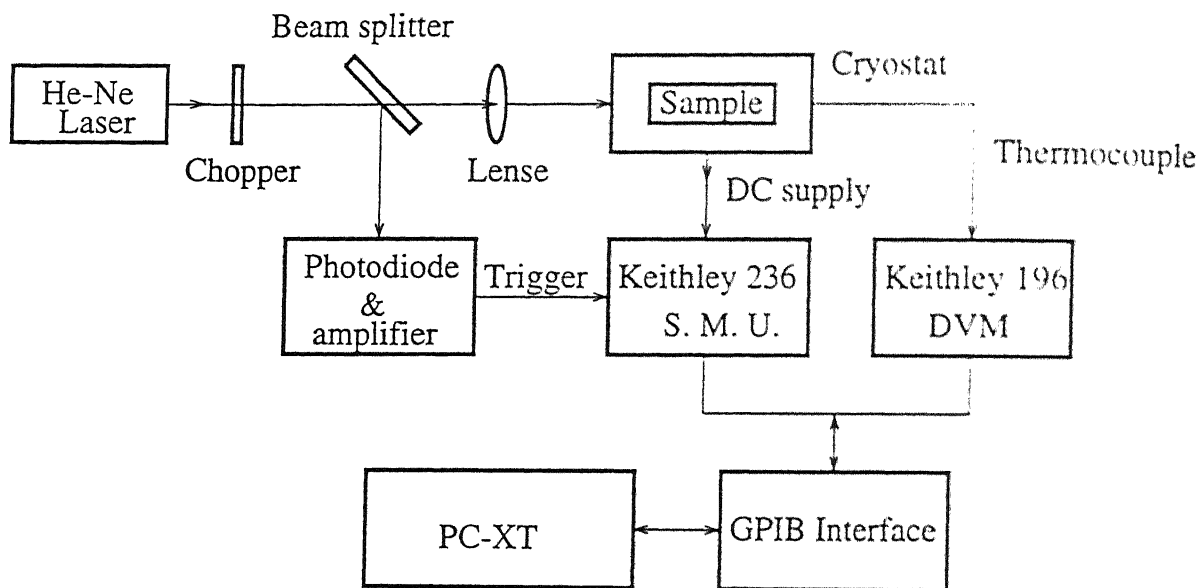 Beam splitter
He-Ne
Laser
Chopper
Lense
Sample
Cryostat
Thermocouple
DC supply
Photodiode
&
amplifier
Trigger
Keithley 236
S. M. U.
Keithley 196
DVM
PC-XT
GPIB Interface